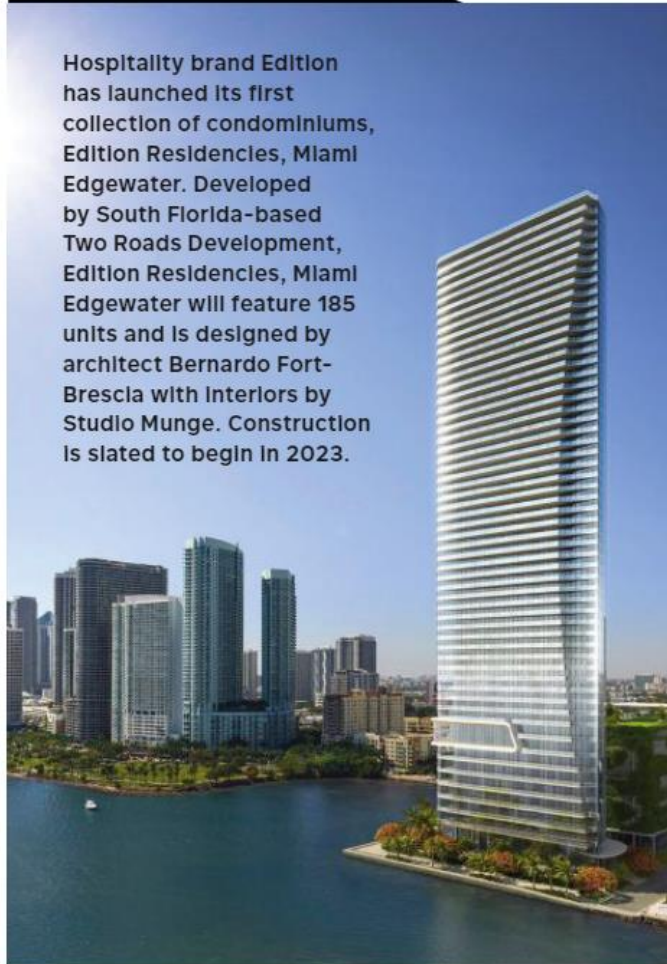 Hospitality brand Edition
has launched its first
collection of condominiums,
Edition Residencies, Miami
Edgewater. Developed
by South Florida-based
Two Roads Development,
Edition Residencies, Miami
Edgewater will feature 185
units and is designed by
architect Bernardo Fort-
Brescia with interiors by
Studio Munge. Construction
is slated to begin in 2023.